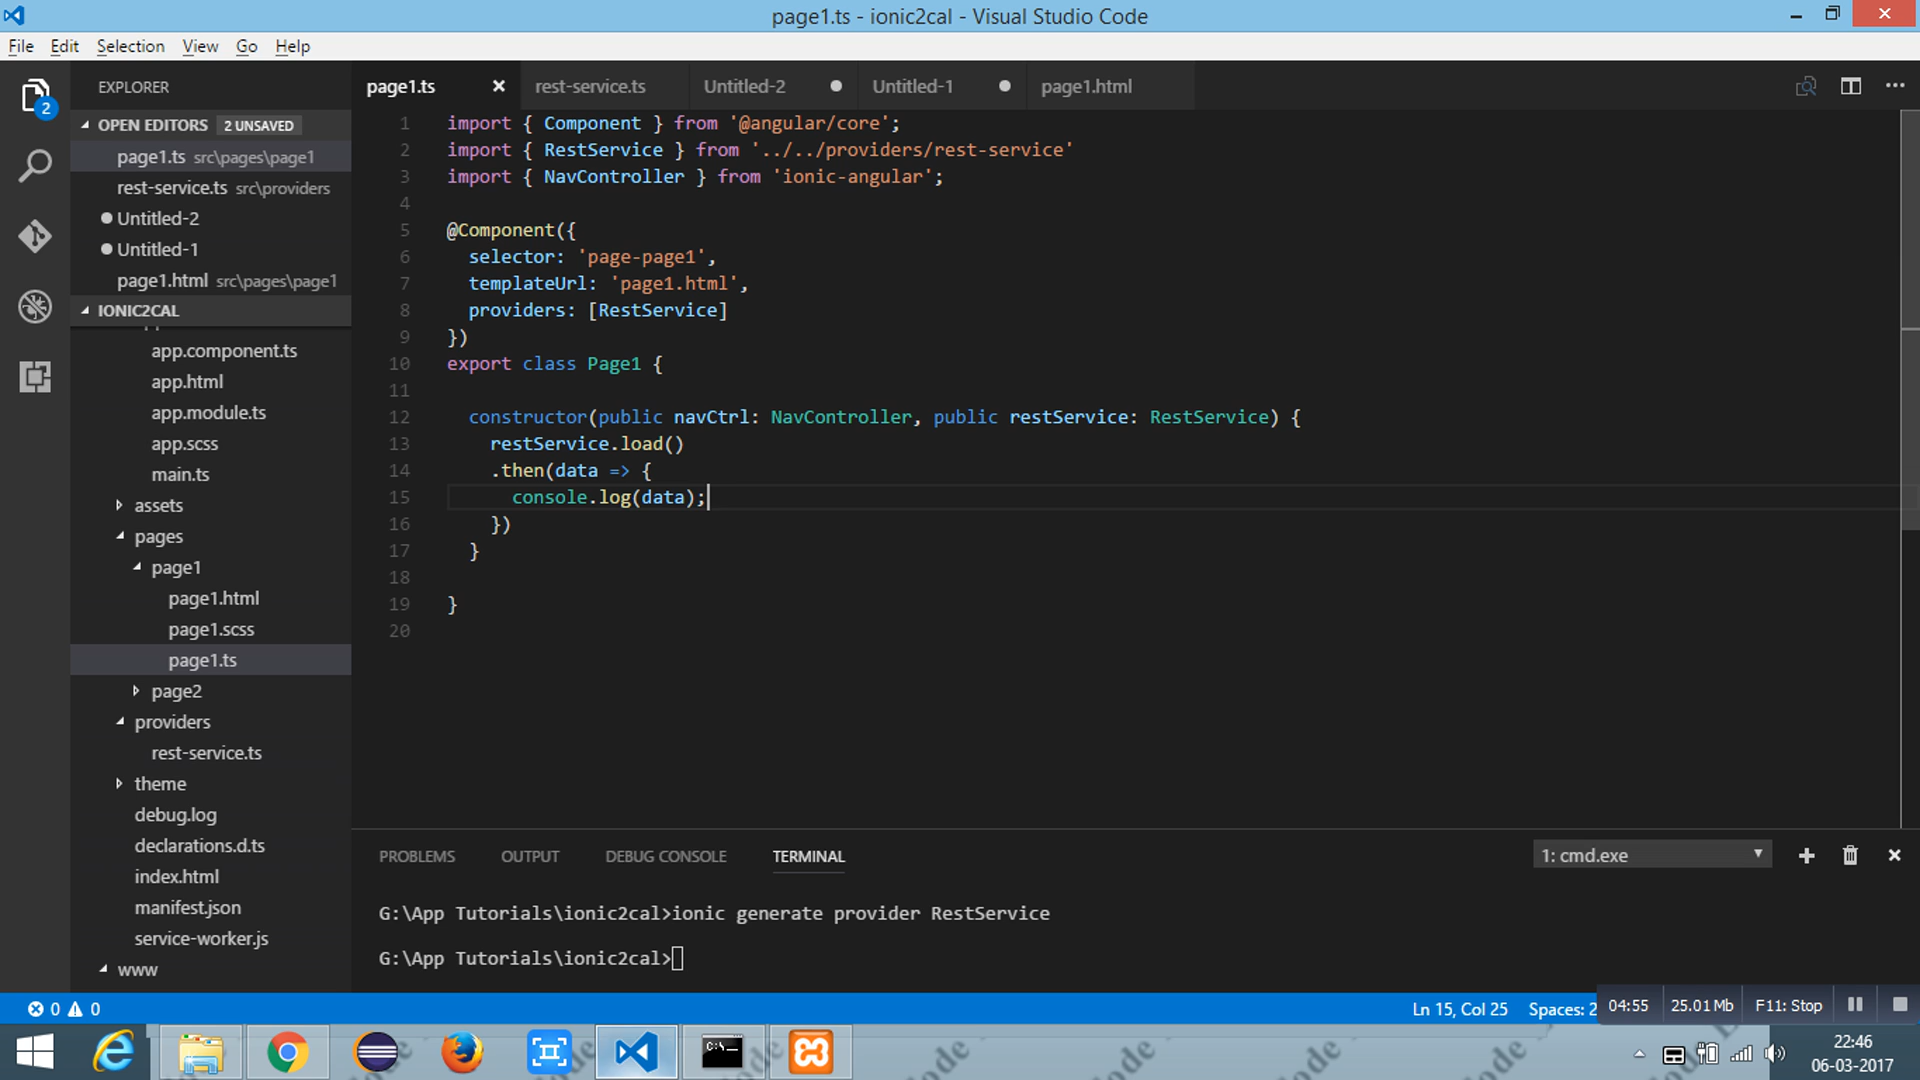 page1.ts - ionic2cal - Visual Studio Code
File Edit Selection View Go Help
2
EXPLORER
OPEN EDITORS 2 UNSAVED
page1.ts src\pages\page1
rest-service.ts src\providers
Untitled-2
Untitled-1
page1.html src\pages\page1
IONIC2CAL
app.component.ts
app.html
app.module.ts
app.scss
main.ts
assets
pages
page1
page1.html
page1.scss
page1.ts
page2
providers
rest-service.ts
theme
debug.log
declarations.d.ts
index.html
manifest.json
service-worker.js
www
page1.ts rest-service.ts Untitled-2 Untitled-1 page1.html
1 import { Component } from '@angular/core';
2 import { RestService } from '../../providers/rest-service'
3 import { NavController } from 'ionic-angular';
4
5 @Component({
6 selector: 'page-page1',
7 templateUrl: 'page1.html',
8 providers: [RestService]
9 })
10 export class Page1 {
11
12 constructor(public navCtrl: NavController, public restService: RestService) {
13 restService.load()
14 .then(data => {
15 console.log(data);
16 })
17 }
18
19 }
20
PROBLEMS OUTPUT DEBUG CONSOLE TERMINAL 1: cmd.exe
G:\App Tutorials\ionic2cal>ionic generate provider RestService
G:\App Tutorials\ionic2cal>
0 0 Ln 15, Col 25 Spaces: 2 04:55 25.01 Mb F11: Stop
22:46
06-03-2017